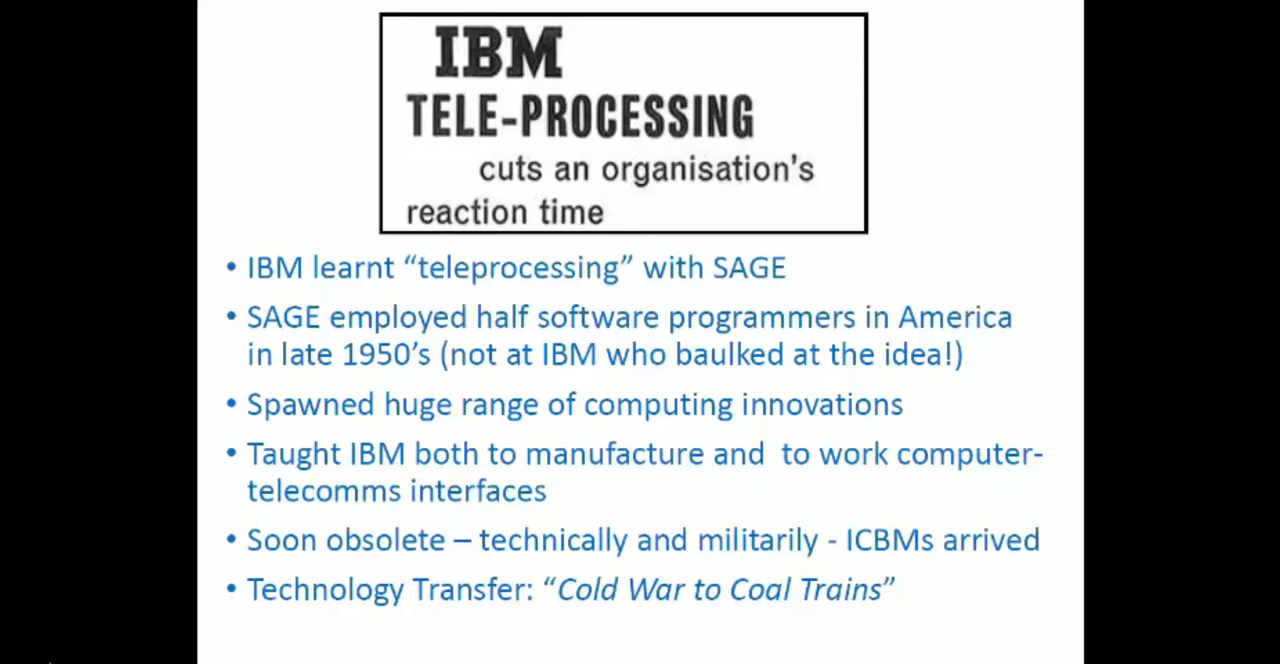 IBM
TELE-PROCESSING
cuts an organisation's
reaction time
• IBM learnt “teleprocessing” with SAGE
• SAGE employed half software programmers in America
in late 1950’s (not at IBM who baulked at the idea!)
• Spawned huge range of computing innovations
• Taught IBM both to manufacture and  to work computer-
telecomms interfaces
• Soon obsolete – technically and militarily - ICBMs arrived
• Technology Transfer: “Cold War to Coal Trains”